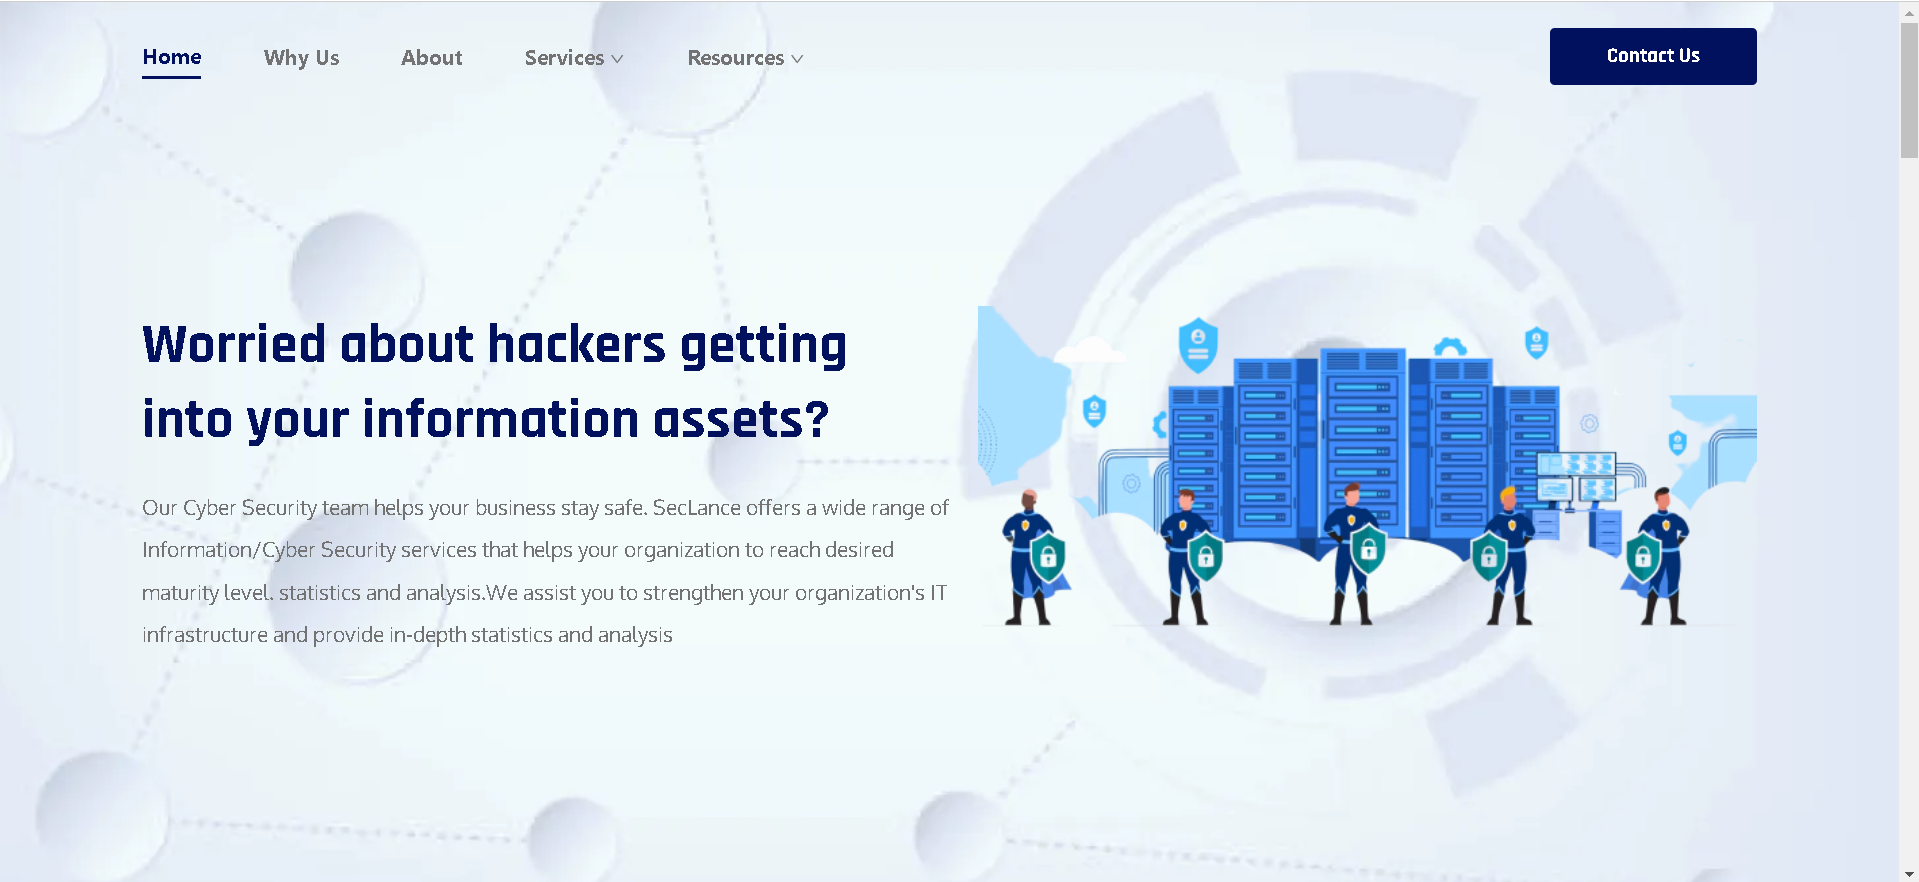 Home Why Us About Services Resources Contact Us
Worried about hackers getting
into your information assets?
Our Cyber Security team helps your business stay safe. SecLance offers a wide range of
Information/Cyber Security services that helps your organization to reach desired
maturity level. statistics and analysis.We assist you to strengthen your organization's IT
infrastructure and provide in-depth statistics and analysis